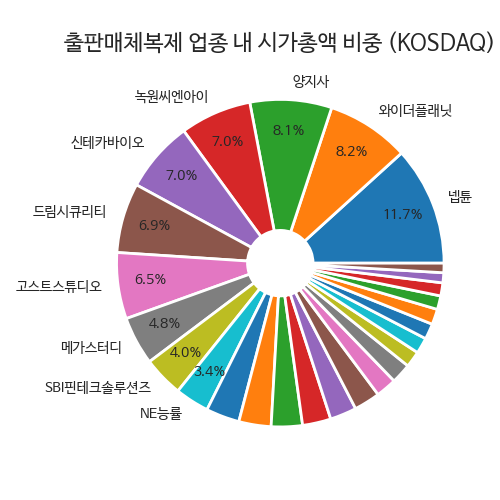 출판매체복제 업종 내 시가총액 비중 (KOSDAQ)
양지사
녹원씨엔아이
와이더플래닛
신테카바이오
넵튠
드림시큐리티
고스트스튜디오
메가스터디
SBI핀테크솔루션즈
NE능률
11.7%
8.2%
8.1%
7.0%
7.0%
6.9%
6.5%
4.8%
4.0%
3.4%